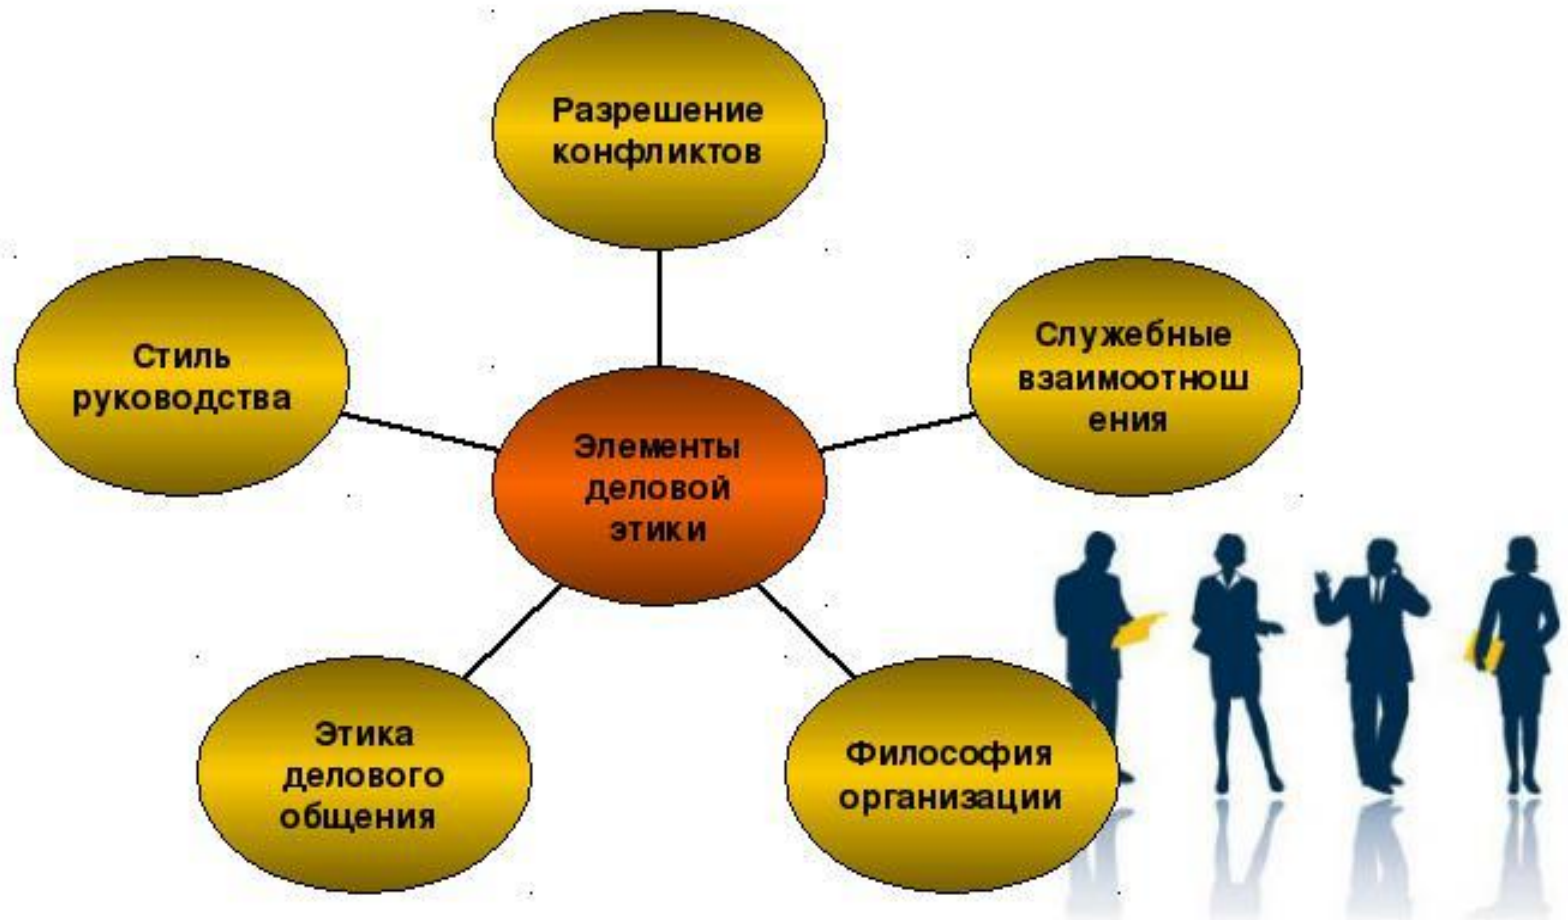 Разрешение
конфликтов
Стиль
руководства
Служебные
взаимоотнош
ения
Элементы
деловой
этики
Этика
делового
общения
Философия
организации